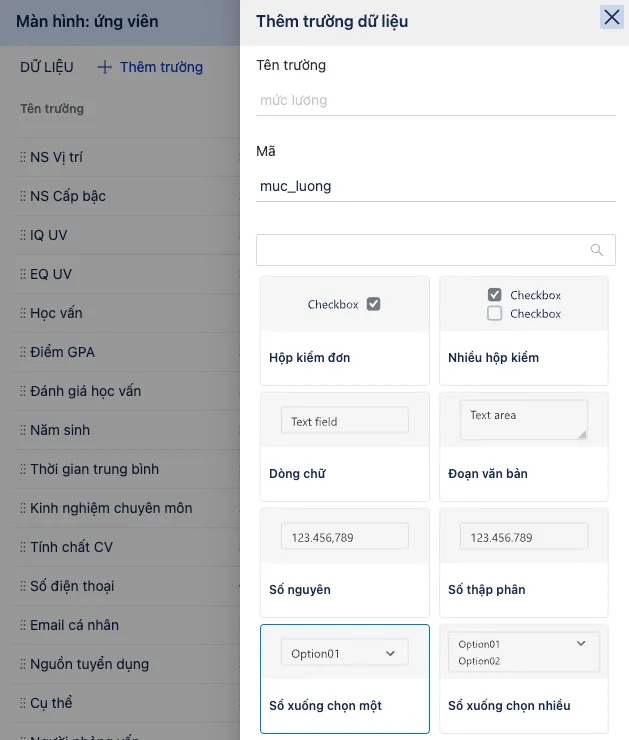 Màn hình: ứng viên
DỮ LIỆU
Thêm trường
Tên trường
NS Vị trí
NS Cấp bậc
IQ UV
EQ UV
Học vấn
Điểm GPA
Đánh giá học vấn
Năm sinh
Thời gian trung bình
Kinh nghiệm chuyên môn
Tính chất CV
Số điện thoại
Email cá nhân
Nguồn tuyển dụng
Cụ thể
Người phỏng vấn
Thêm trường dữ liệu
Tên trường
mức lương
Mã
muc_luong
Checkbox
Hộp kiểm đơn
Checkbox
Checkbox
Nhiều hộp kiểm
Text field
Dòng chữ
Text area
Đoạn văn bản
123.456,789
Số nguyên
123.456.789
Số thập phân
Option01
Sổ xuống chọn một
Option01
Option02
Sổ xuống chọn nhiều